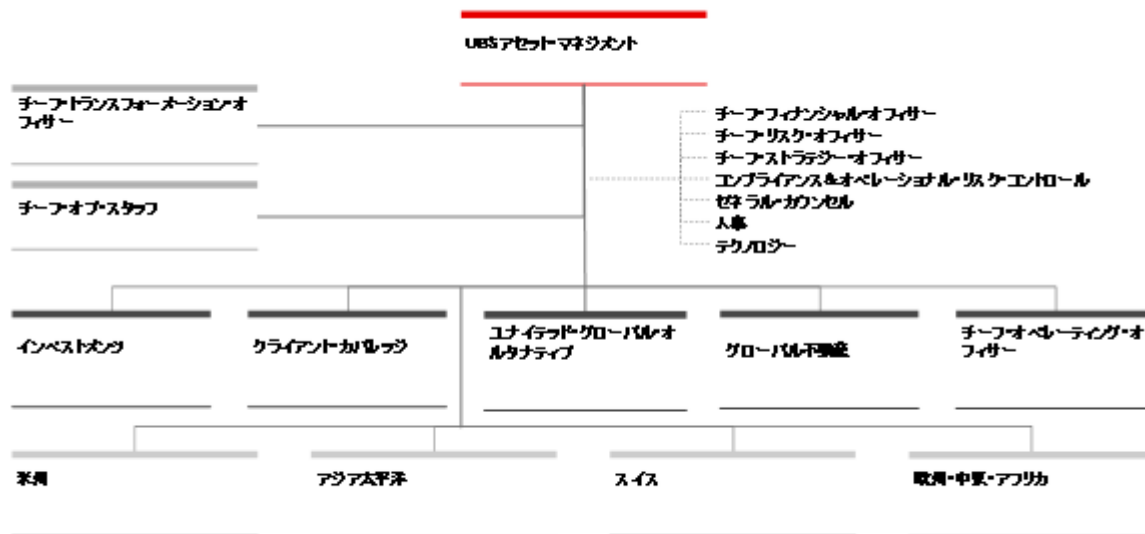 UBSアセット・マネジメント
チーフ・トランスフォーメーション・オ
フィサー
チーフ・オブ・スタッフ
チーフ・フィナンシャル・オフィサー
チーフ・リスク・オフィサー
チーフ・ストラテジー・オフィサー
コンプライアンス&オペレーショナル・リスク・コントロール
ゼネラル・カウンセル
人事
テクノロジー
インベストメンツ
クライアント・カバレッジ
ユナイテッド・グローバル・オ
ルタナティブ
グローバル不動産
チーフ・オペレーティング・オ
フィサー
米州
アジア太平洋
スイス
欧州・中東・アフリカ